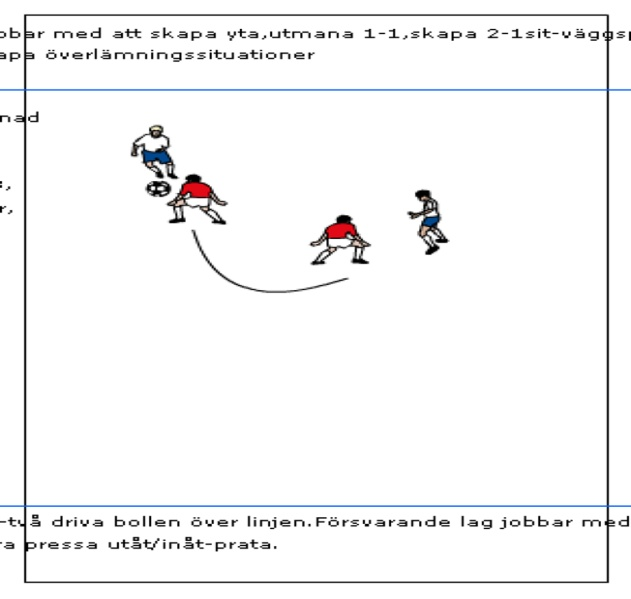 bbar med att skapa yta,utmana 1-1,skapa 2-1sit-väggsp
apa överlämningssituationer
nad
r,
-två driva bollen över linjen.Försvarande lag jobbar med
ra pressa utåt/inåt-prata.